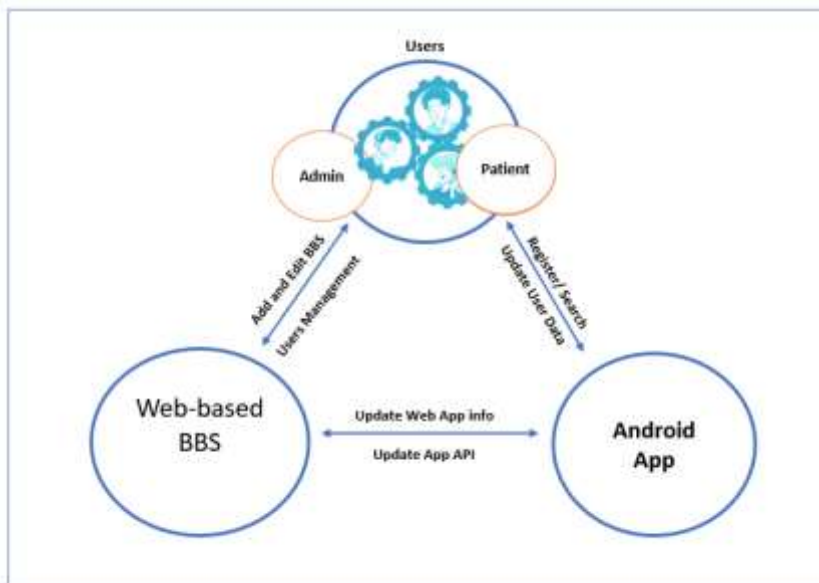 Users
Admin
Patient
Add and Edit BBS
Users Management
Register/ Search
Update User Data
Web-based
BBS
Update Web App info
Update App API
Android
App